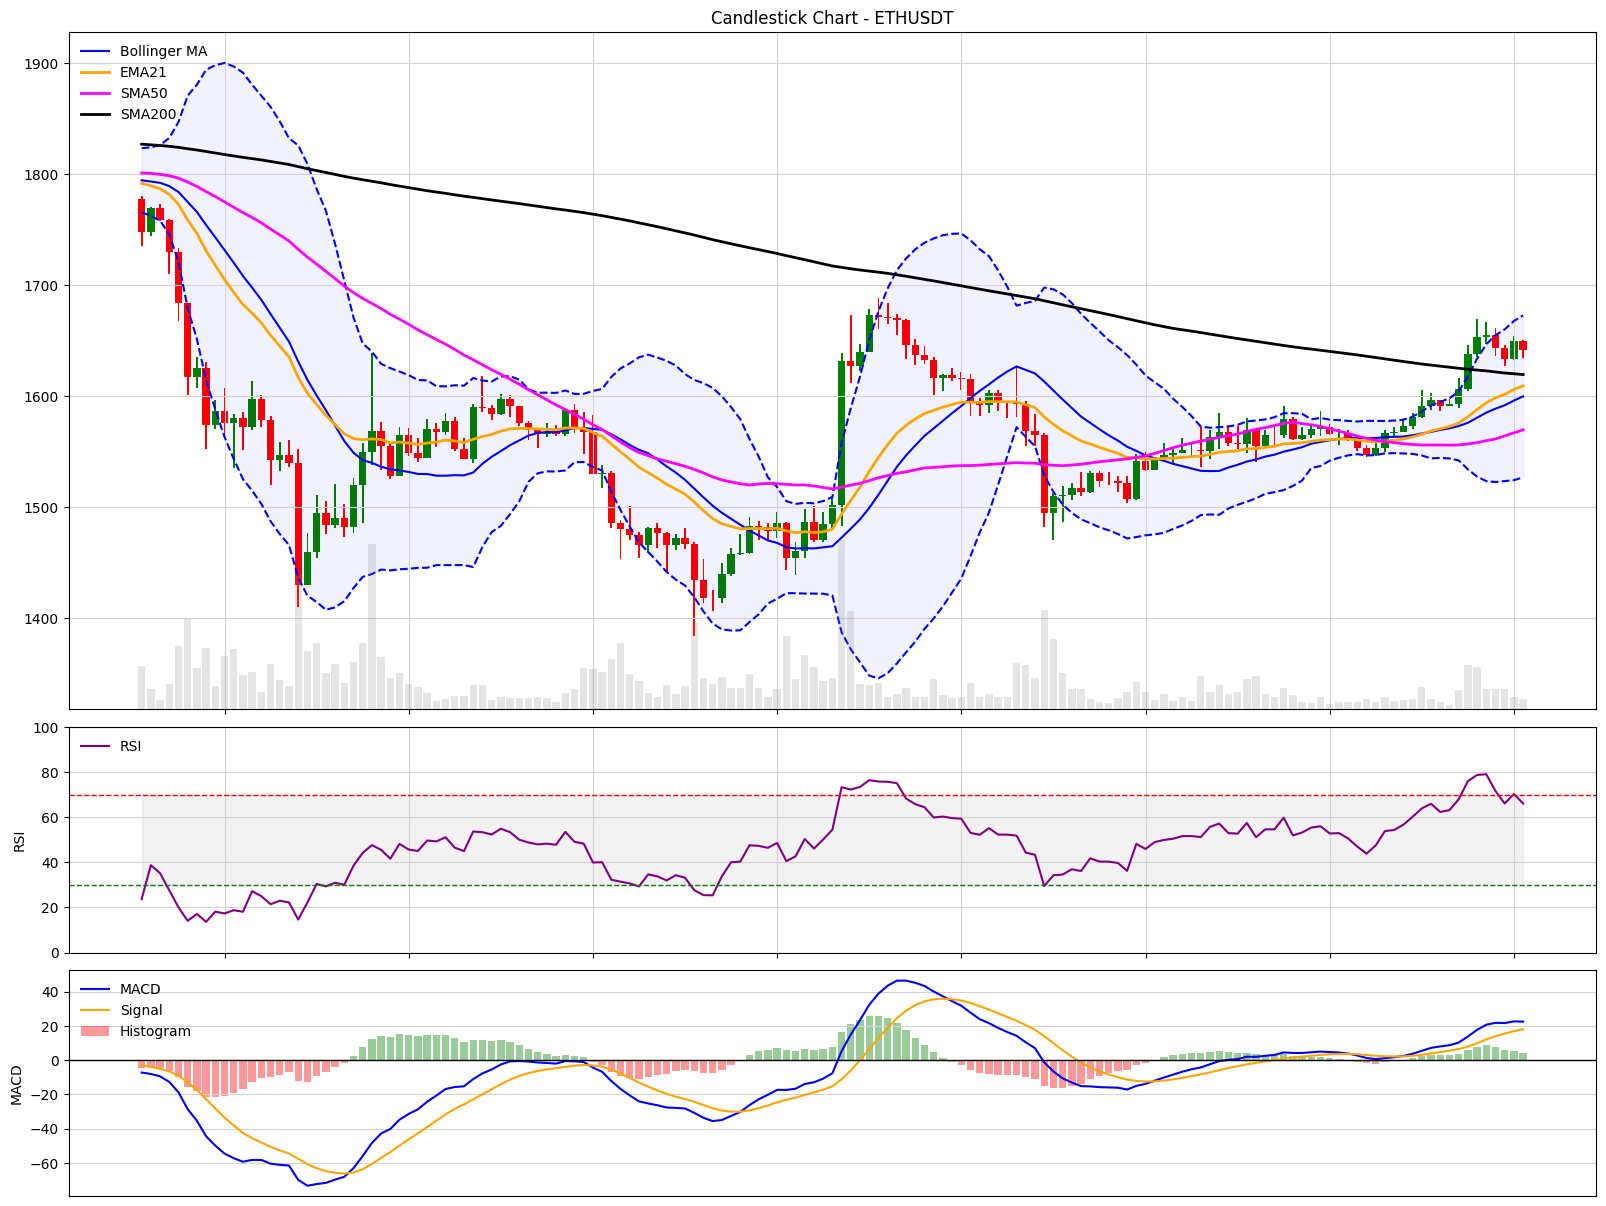 Candlestick Chart - ETHUSDT
Bollinger MA
EMA21
SMA50
SMA200
1900
1800
1700
1600
1500
1400
RSI
100
80
60
40
20
0
RSI
MACD
Signal
Histogram
40
20
0
−20
−40
−60
MACD